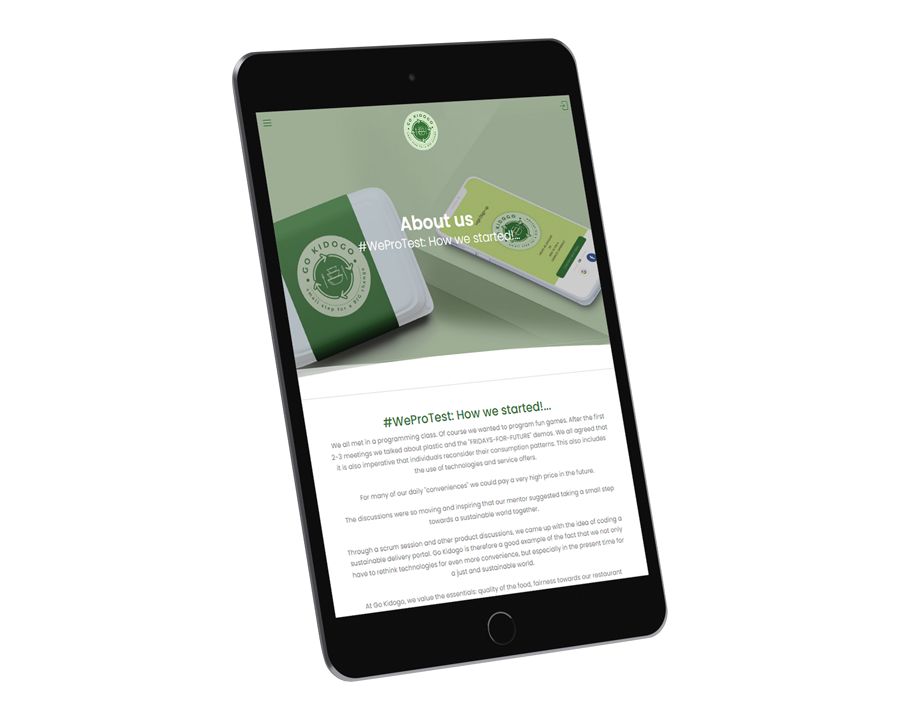 GO KIDOGO
About us
#WeProTest: How we started!...
GO KIDOGO
GO KIDOGO
small step for a BIG change
#WeProTest: How we started!...
We all met in a programming class. Of course we wanted to program fun games. After the first
2-3 meetings we talked about plastic and the "FRIDAYS-FOR-FUTURE" demos. We all agreed that
it is also imperative that individuals reconsider their consumption patterns. This also includes
the use of technologies and service offers.
For many of our daily "conveniences" we could pay a very high price in the future.
The discussions were so moving and inspiring that our mentor suggested taking a small step
towards a sustainable world together.
Through a scrum session and other product discussions, we came up with the idea of coding a
sustainable delivery portal. Go Kidogo is therefore a good example of the fact that we not only
have to rethink technologies for even more convenience, but especially in the present time for
a just and sustainable world.
At Go Kidogo, we value the essentials: quality of the food, fairness towards our restaurant